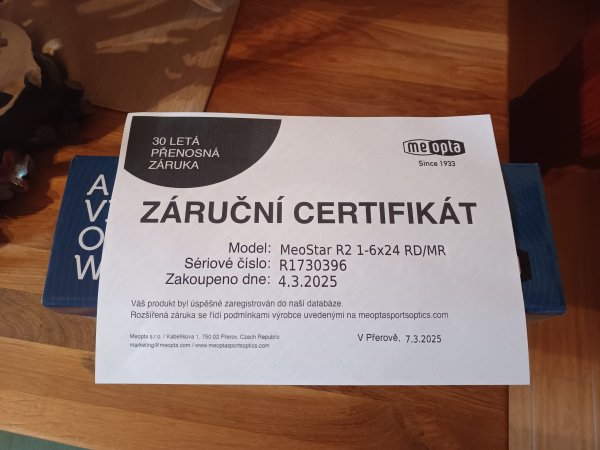 30 LETÁ
PŘENOSNÁ
ZÁRUKA
meopta
Since 1933
ZÁRUČNÍ CERTIFIKÁT
Model: MeoStar R2 1-6x24 RD/MR
Sériové číslo: R1730396
Zakoupeno dne: 4.3.2025
Váš produkt byl úspěšně zaregistrován do naší databáze.
Rozšířená záruka se řídí podmínkami výrobce uvedenými na meoptasportsoptics.com
Meopta s.r.o. / Kabelíkova 1, 750 02 Přerov, Czech Republic
marketing@meopta.com / www.meoptasportsoptics.com
V Přerově, 7.3.2025